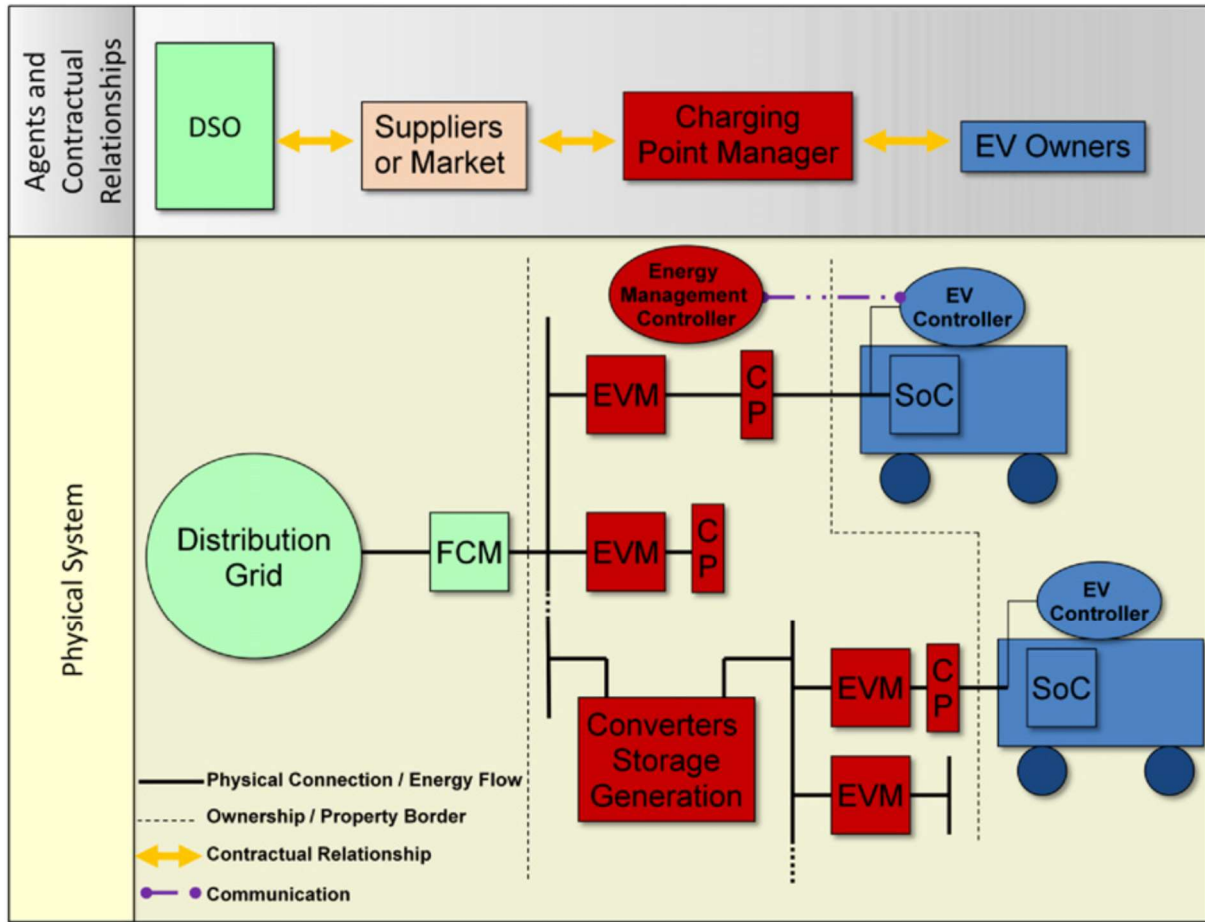 Agents and
Contractual
Relationships
DSO
Suppliers
or Market
Charging
Point Manager
EV Owners
Physical System
Energy
Management
Controller
EV
Controller
EVM
C
P
SoC
Distribution
Grid
FCM
EVM
C
P
EV
Controller
EVM
C
P
SoC
Converters
Storage
Generation
EVM
Physical Connection / Energy Flow
Ownership / Property Border
Contractual Relationship
Communication